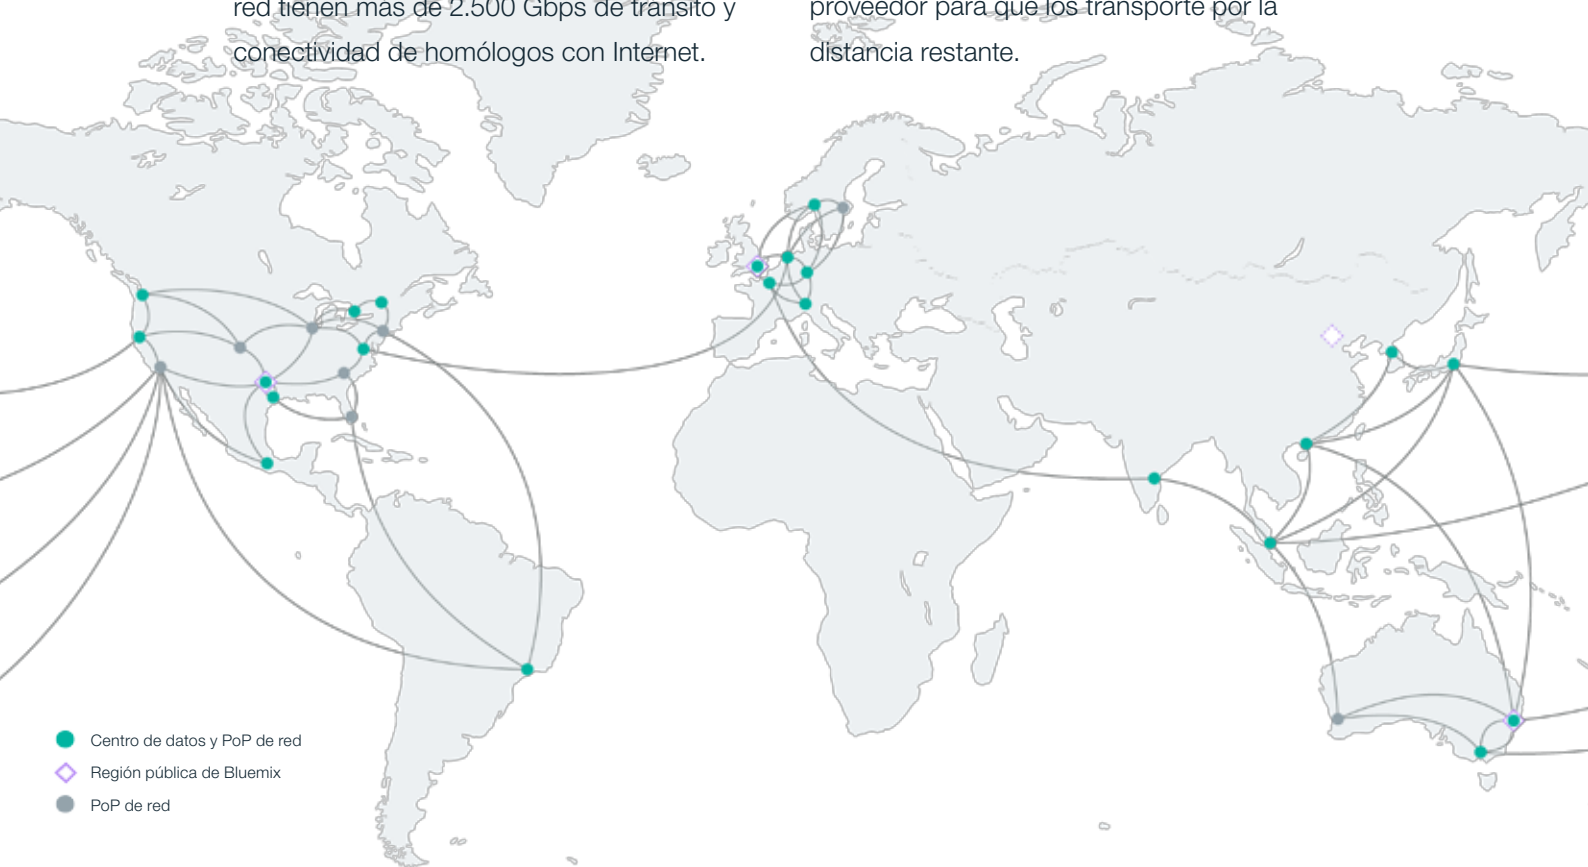 red tienen más de 2.500 Gbps de tránsito y
conectividad de homólogos con Internet.
proveedor para que los transporte por la
distancia restante.
Centro de datos y PoP de red
Región pública de Bluemix
PoP de red